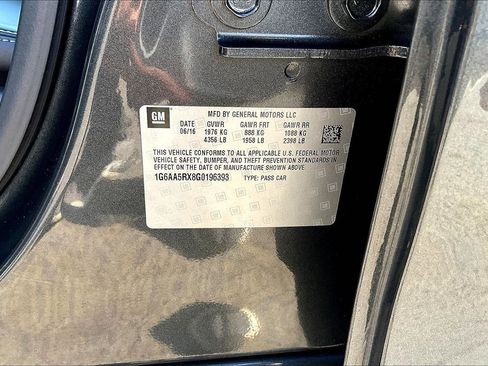 GM
MFD BY GENERAL MOTORS LLC
DATE GVWR GAWR FRT GAWR RR
06/16 1976 KG 888 KG 1088 KG
4356 LB 1958 LB 2398 LB
THIS VEHICLE CONFORMS TO ALL APPLICABLE U.S. FEDERAL MOTOR
VEHICLE SAFETY, BUMPER, AND THEFT PREVENTION STANDARDS IN
EFFECT ON THE DATE OF MANUFACTURE SHOWN ABOVE.
1G6AA5RX8G0195393 TYPE: PASS CAR